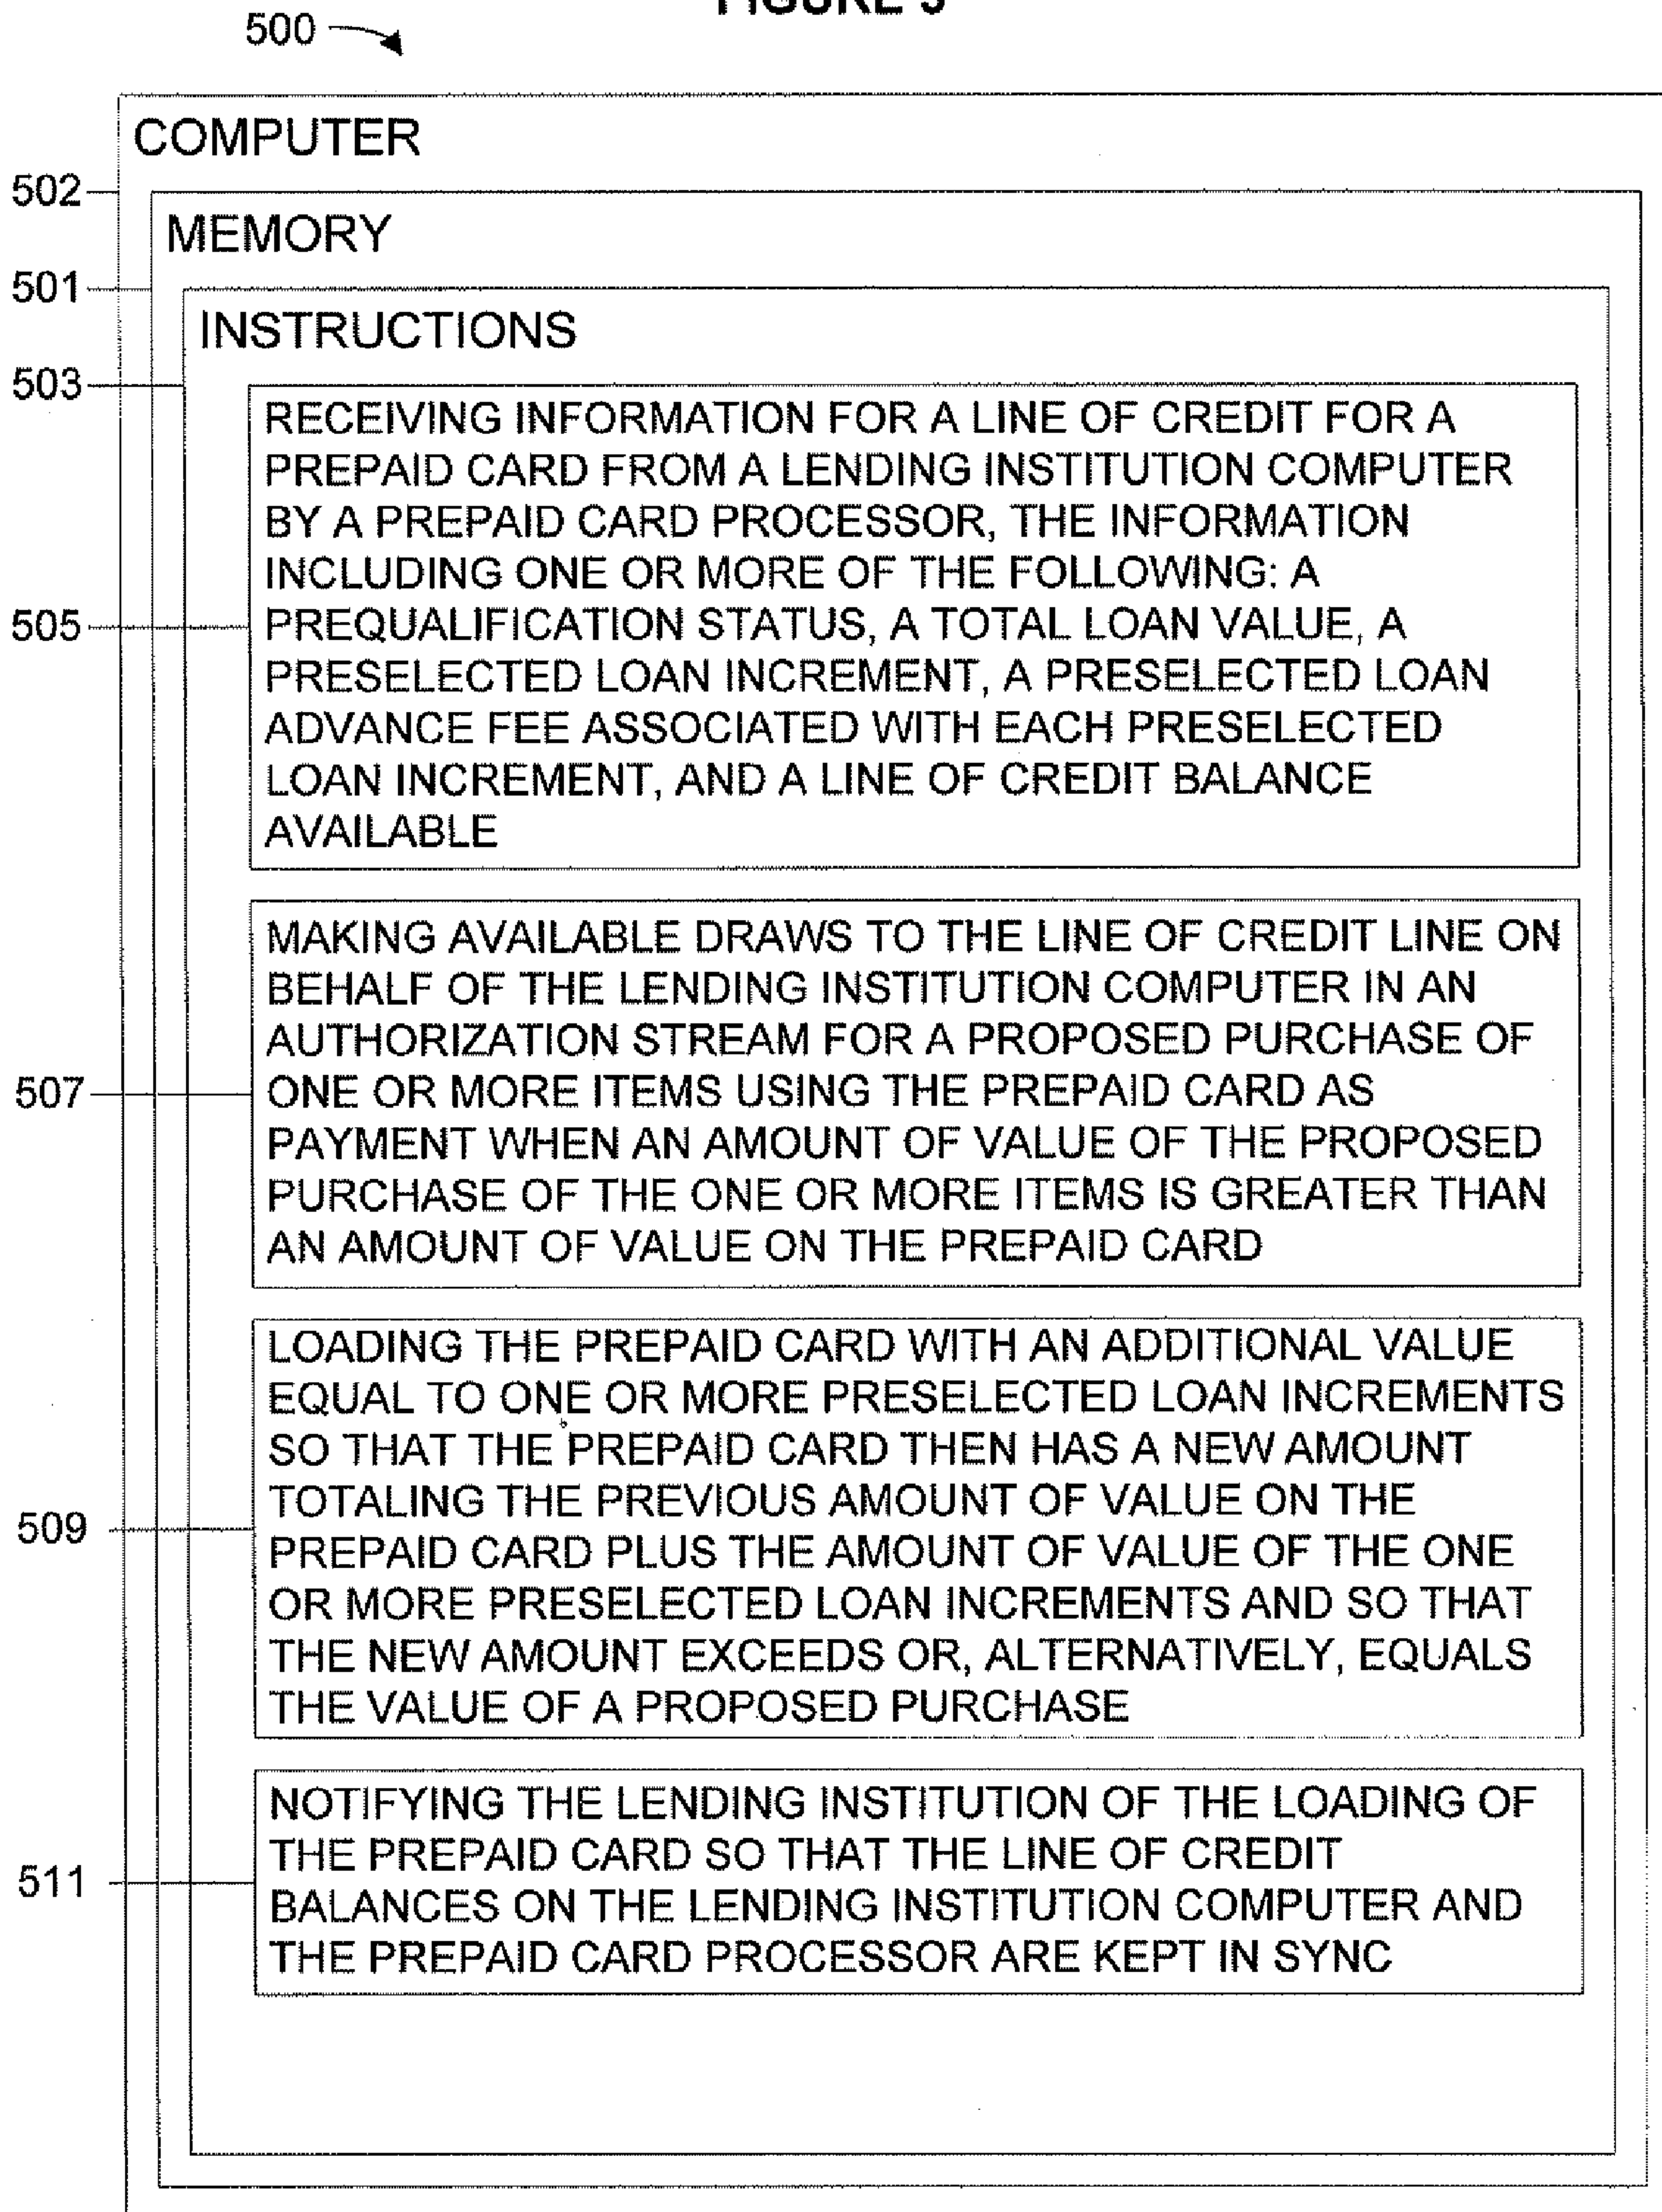 500
COMPUTER
502
MEMORY
501
INSTRUCTIONS
503
RECEIVING INFORMATION FOR A LINE OF CREDIT FOR A
PREPAID CARD FROM A LENDING INSTITUTION COMPUTER
BY A PREPAID CARD PROCESSOR, THE INFORMATION
INCLUDING ONE OR MORE OF THE FOLLOWING: A
505
PREQUALIFICATION STATUS, A TOTAL LOAN VALUE, A
PRESELECTED LOAN INCREMENT, A PRESELECTED LOAN
ADVANCE FEE ASSOCIATED WITH EACH PRESELECTED
LOAN INCREMENT, AND A LINE OF CREDIT BALANCE
AVAILABLE
MAKING AVAILABLE DRAWS TO THE LINE OF CREDIT LINE ON
BEHALF OF THE LENDING INSTITUTION COMPUTER IN AN
AUTHORIZATION STREAM FOR A PROPOSED PURCHASE OF
507
ONE OR MORE ITEMS USING THE PREPAID CARD AS
PAYMENT WHEN AN AMOUNT OF VALUE OF THE PROPOSED
PURCHASE OF THE ONE OR MORE ITEMS IS GREATER THAN
AN AMOUNT OF VALUE ON THE PREPAID CARD
LOADING THE PREPAID CARD WITH AN ADDITIONAL VALUE
EQUAL TO ONE OR MORE PRESELECTED LOAN INCREMENTS
SO THAT THE PREPAID CARD THEN HAS A NEW AMOUNT
TOTALING THE PREVIOUS AMOUNT OF VALUE ON THE
509
PREPAID CARD PLUS THE AMOUNT OF VALUE OF THE ONE
OR MORE PRESELECTED LOAN INCREMENTS AND SO THAT
THE NEW AMOUNT EXCEEDS OR, ALTERNATIVELY, EQUALS
THE VALUE OF A PROPOSED PURCHASE
NOTIFYING THE LENDING INSTITUTION OF THE LOADING OF
THE PREPAID CARD SO THAT THE LINE OF CREDIT
511
BALANCES ON THE LENDING INSTITUTION COMPUTER AND
THE PREPAID CARD PROCESSOR ARE KEPT IN SYNC